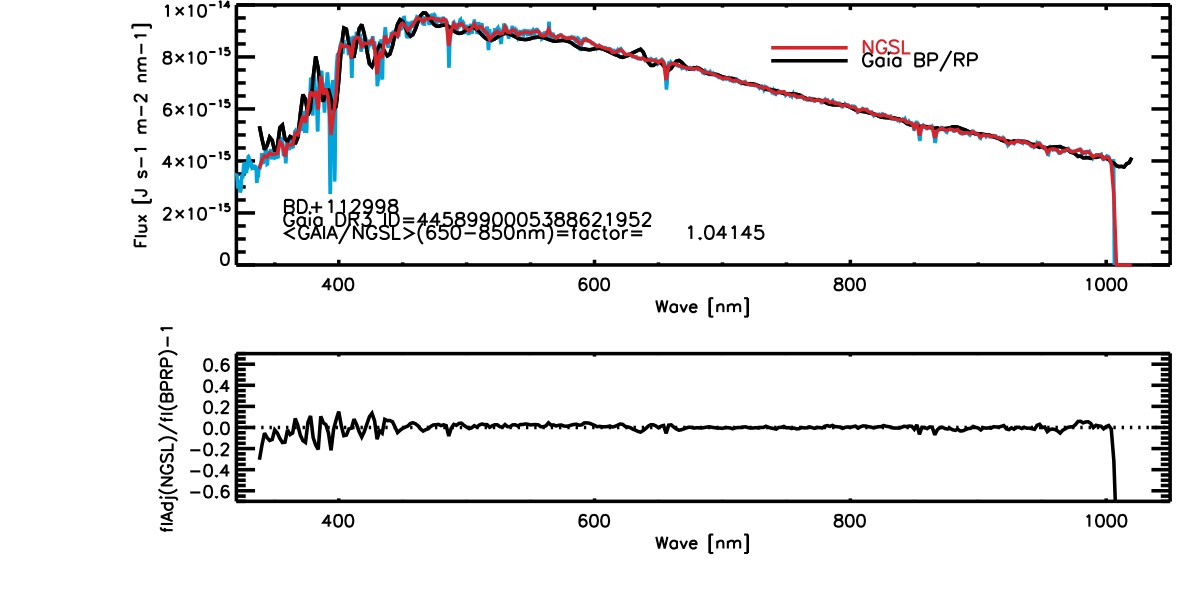 1×10−14
8×10−15
6×10−15
4×10−15
2×10−15
0
Flux [J s−1 m−2 nm−1]
NGSL
Gaia BP/RP
BD+112998
Gaia DR3 ID=4458990005388621952
<GAIA/NGSL>(650−850nm)=factor= 1.04145
400 600 800 1000
Wave [nm]
0.6
0.4
0.2
0.0
−0.2
−0.4
−0.6
flAdj(NGSL)/fl(BPRP)−1
400 600 800 1000
Wave [nm]